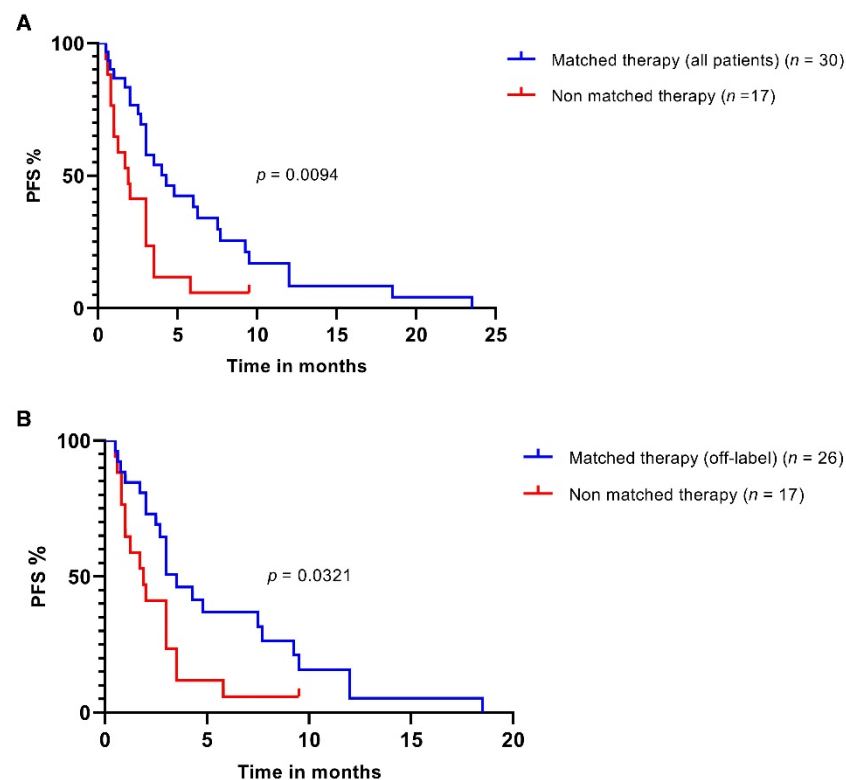 A
100
50
0
PFS %
0 5 10 15 20 25
Time in months
p = 0.0094
Matched therapy (all patients) (n = 30)
Non matched therapy (n =17)
B
100
50
0
PFS %
0 5 10 15 20
Time in months
p = 0.0321
Matched therapy (off-label) (n = 26)
Non matched therapy (n = 17)